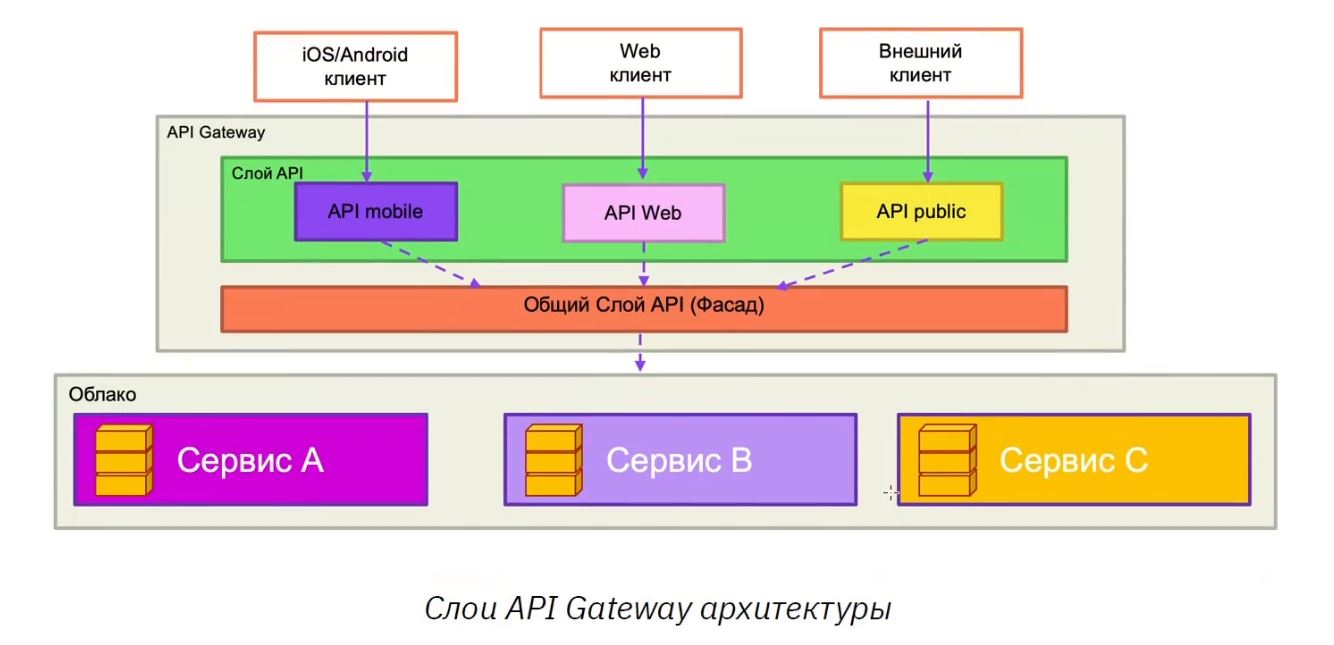 iOS/Android
клиент
Web
клиент
Внешний
клиент
API Gateway
Слой API
API mobile
API Web
API public
Общий Слой API (Фасад)
Облако
Сервис A
Сервис B
Сервис C
Слои API Gateway архитектуры